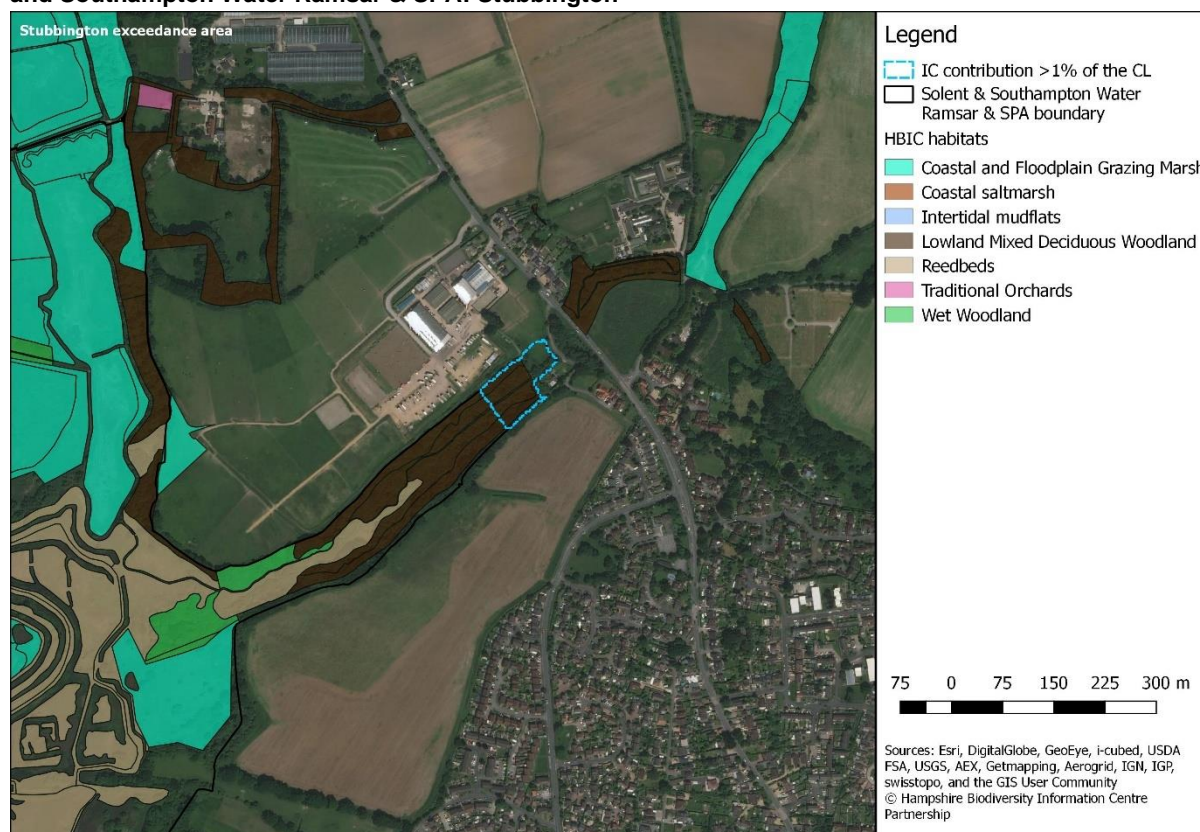 and Southampton Water Ramsar & SPA: Stubbington
Stubbington exceedance area
Legend
IC contribution >1% of the CL
Solent & Southampton Water
Ramsar & SPA boundary
HBIC habitats
Coastal and Floodplain Grazing Marsh
Coastal saltmarsh
Intertidal mudflats
Lowland Mixed Deciduous Woodland
Reedbeds
Traditional Orchards
Wet Woodland
75 0 75 150 225 300 m
Sources: Esri, DigitalGlobe, GeoEye, i-cubed, USDA
FSA, USGS, AEX, Getmapping, Aerogrid, IGN, IGP,
swisstopo, and the GIS User Community
© Hampshire Biodiversity Information Centre
Partnership